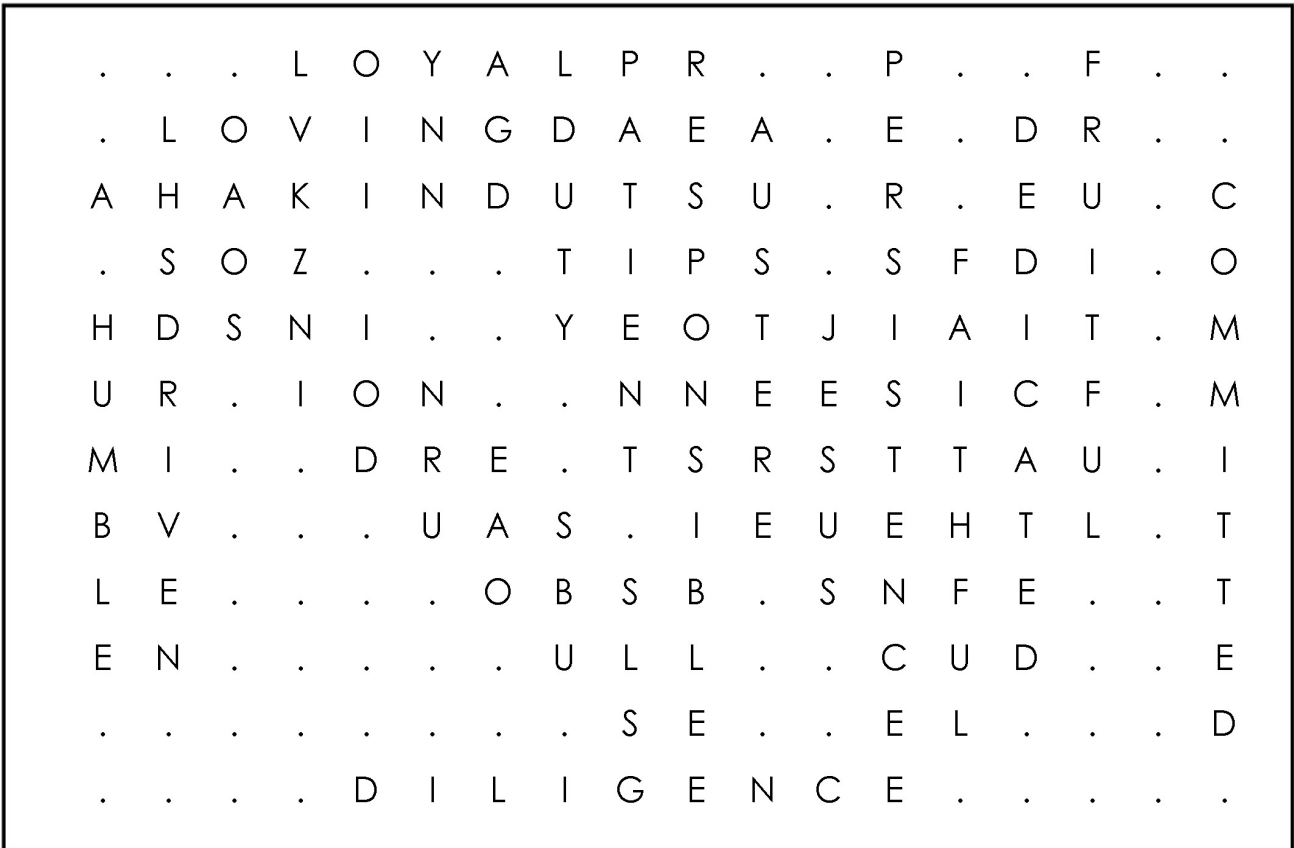 . . . L O Y A L P R . . P . . F . .
. L O V I N G D A E A . E . D R . .
A H A K I N D U T S U . R . E U . C
. S O Z . . . T I P S . S F D I . O
H D S N I . . Y E O T J I A I T . M
U R . I O N . . N N E E S I C F . M
M I . . D R E . T S R S T T A U . I
B V . . . U A S . I E U E H T L . T
L E . . . . O B S B . S N F E . . T
E N . . . . . U L L . . C U D . . E
. . . . . . . . S E . . E L . . . D
. . . . D I L I G E N C E . . . . .